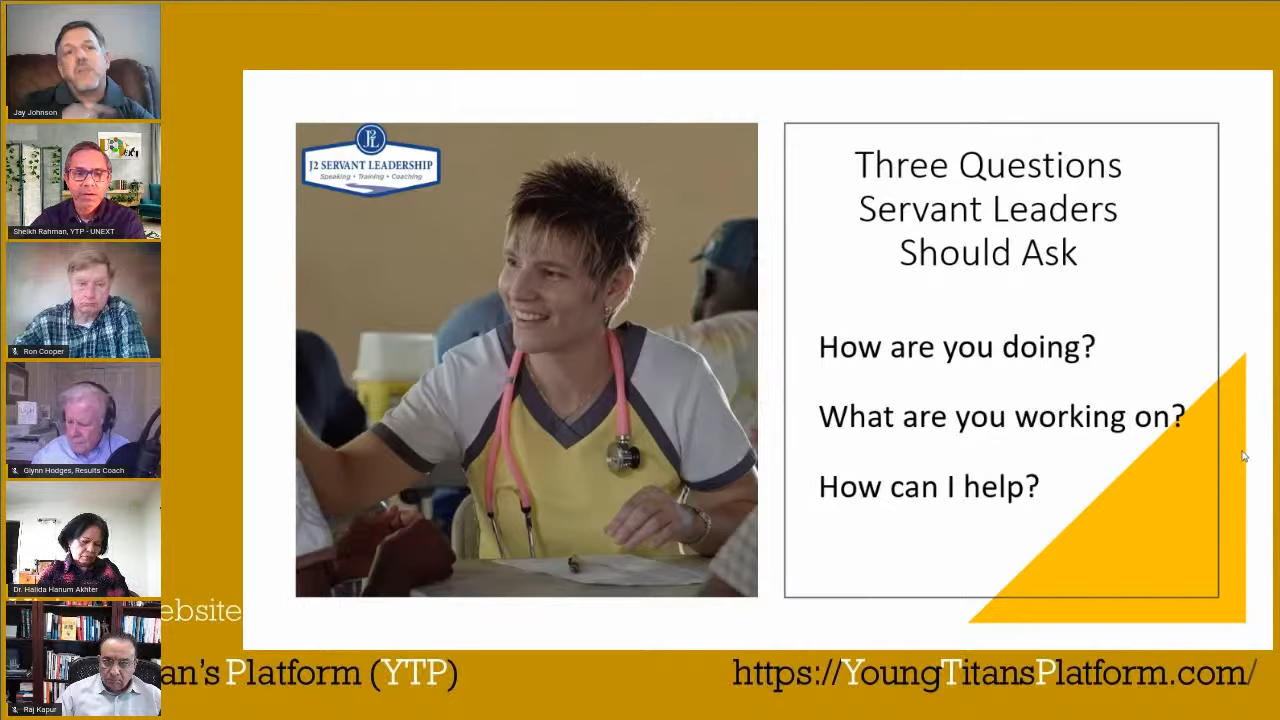 Jay Johnson
Sheikh Rahman, YTP - UNEXT
Ron Cooper
Glynn Hodges, Results Coach
Dr. Halida Hanum Akhter
Raj Kapur
J2 SERVANT LEADERSHIP
Speaking • Training • Coaching
Three Questions
Servant Leaders
Should Ask
How are you doing?
What are you working on?
How can I help?
ebsite
an's Platform (YTP)
https://YoungTitansPlatform.com/